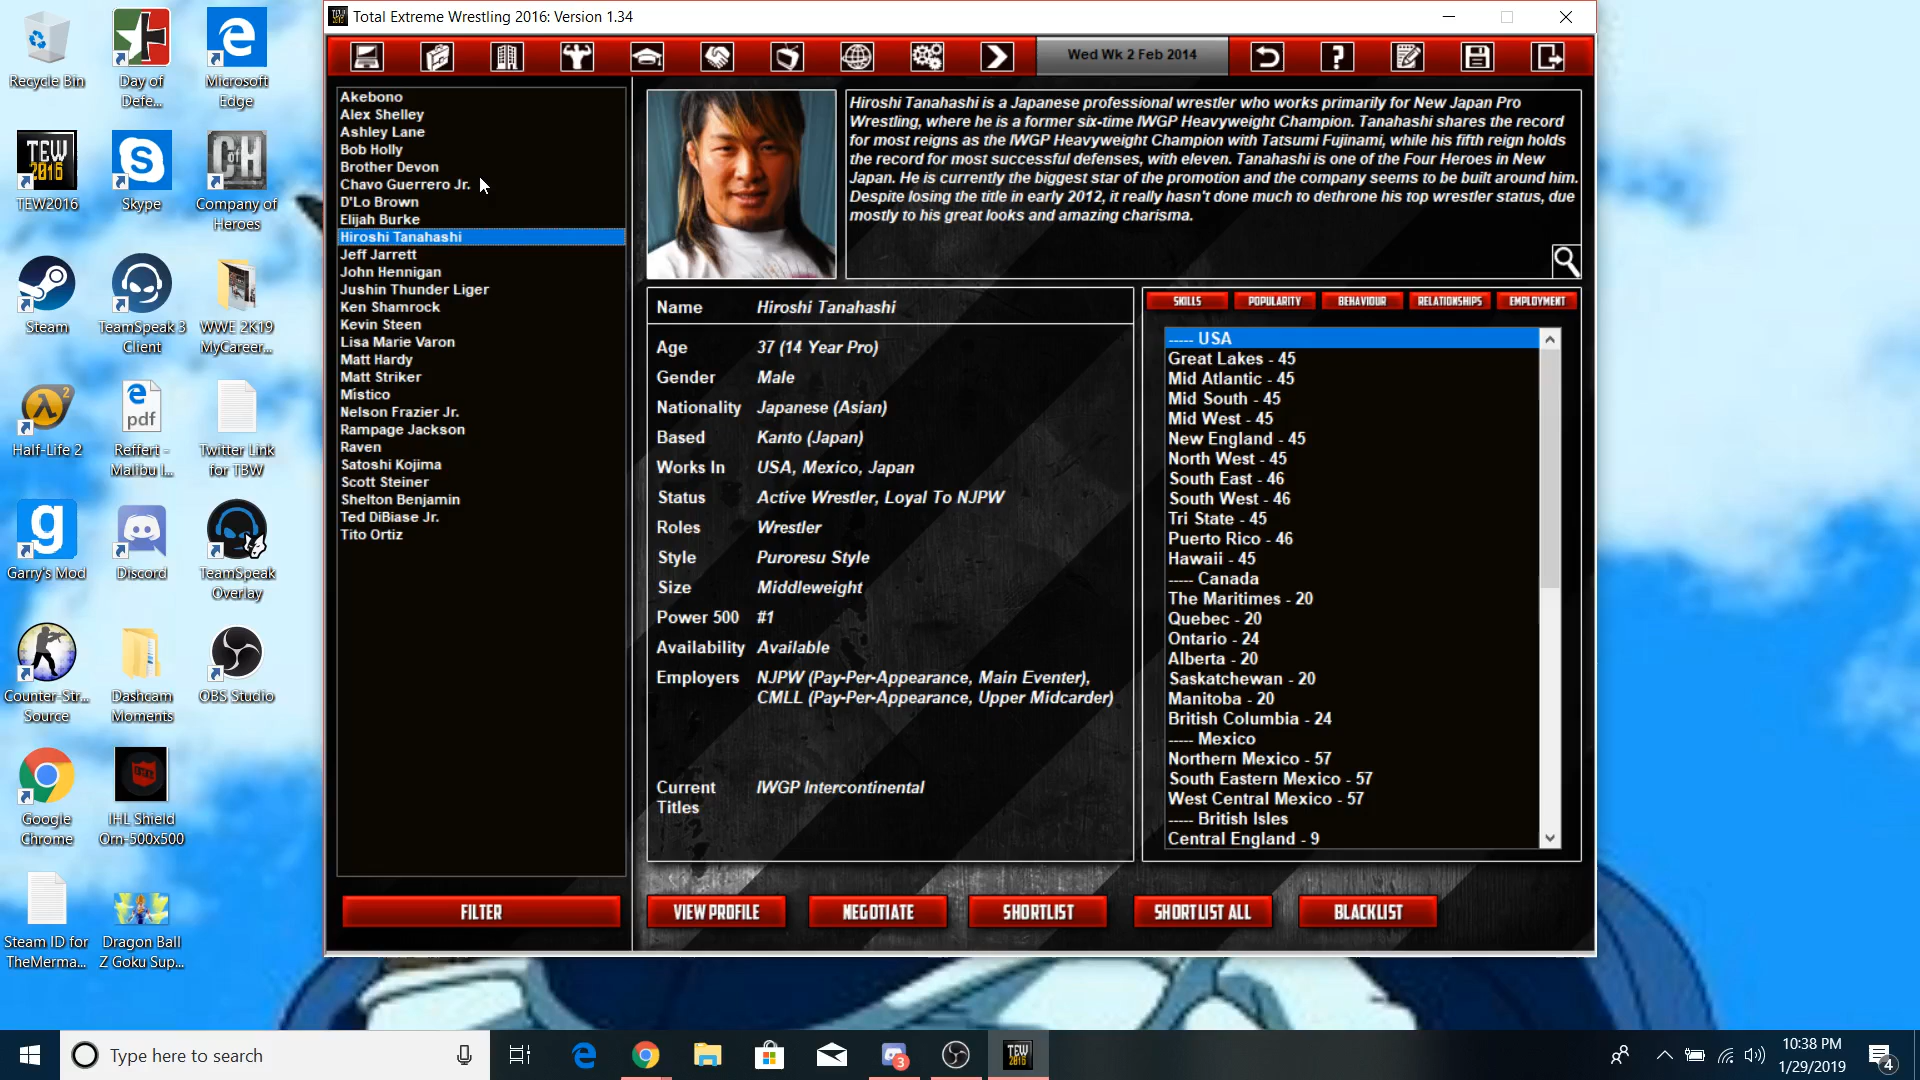 Recycle Bin
Day of
Defe...
Microsoft
Edge
TEW
2016
TEW2016
Skype
Company of
Heroes
Steam
TeamSpeak 3
Client
WWE 2K19
MyCareer...
Half-Life 2
pdf
Reffert -
Malibu I...
Twitter Link
for TBW
Garry's Mod
Discord
TeamSpeak
Overlay
Counter-Str...
Source
Dashcam
Moments
OBS Studio
Google
Chrome
IHL Shield
Orn-500x500
Steam ID for
TheMerma...
Dragon Ball
Z Goku Sup...
Total Extreme Wrestling 2016: Version 1.34
Wed Wk 2 Feb 2014
Akebono
Alex Shelley
Ashley Lane
Bob Holly
Brother Devon
Chavo Guerrero Jr.
D'Lo Brown
Elijah Burke
Hiroshi Tanahashi
Jeff Jarrett
John Hennigan
Jushin Thunder Liger
Ken Shamrock
Kevin Steen
Lisa Marie Varon
Matt Hardy
Matt Striker
Mistico
Nelson Frazier Jr.
Rampage Jackson
Raven
Satoshi Kojima
Scott Steiner
Shelton Benjamin
Ted DiBiase Jr.
Tito Ortiz
FILTER
Hiroshi Tanahashi is a Japanese professional wrestler who works primarily for New Japan Pro
Wrestling, where he is a former six-time IWGP Heavyweight Champion. Tanahashi shares the record
for most reigns as the IWGP Heavyweight Champion with Tatsumi Fujinami, while his fifth reign holds
the record for most successful defenses, with eleven. Tanahashi is one of the Four Heroes in New
Japan. He is currently the biggest star of the promotion and the company seems to be built around him.
Despite losing the title in early 2012, it really hasn't done much to dethrone his top wrestler status, due
mostly to his great looks and amazing charisma.
Name Hiroshi Tanahashi
Age 37 (14 Year Pro)
Gender Male
Nationality Japanese (Asian)
Based Kanto (Japan)
Works In USA, Mexico, Japan
Status Active Wrestler, Loyal To NJPW
Roles Wrestler
Style Puroresu Style
Size Middleweight
Power 500 #1
Availability Available
Employers NJPW (Pay-Per-Appearance, Main Eventer),
CMLL (Pay-Per-Appearance, Upper Midcarder)
Current
Titles IWGP Intercontinental
SKILLS POPULARITY BEHAVIOUR RELATIONSHIPS EMPLOYMENT
----- USA
Great Lakes - 45
Mid Atlantic - 45
Mid South - 45
Mid West - 45
New England - 45
North West - 45
South East - 46
South West - 46
Tri State - 45
Puerto Rico - 46
Hawaii - 45
----- Canada
The Maritimes - 20
Quebec - 20
Ontario - 24
Alberta - 20
Saskatchewan - 20
Manitoba - 20
British Columbia - 24
----- Mexico
Northern Mexico - 57
South Eastern Mexico - 57
West Central Mexico - 57
----- British Isles
Central England - 9
VIEW PROFILE NEGOTIATE SHORTLIST SHORTLIST ALL BLACKLIST
Type here to search
3
TEW
2016
10:38 PM
1/29/2019
4